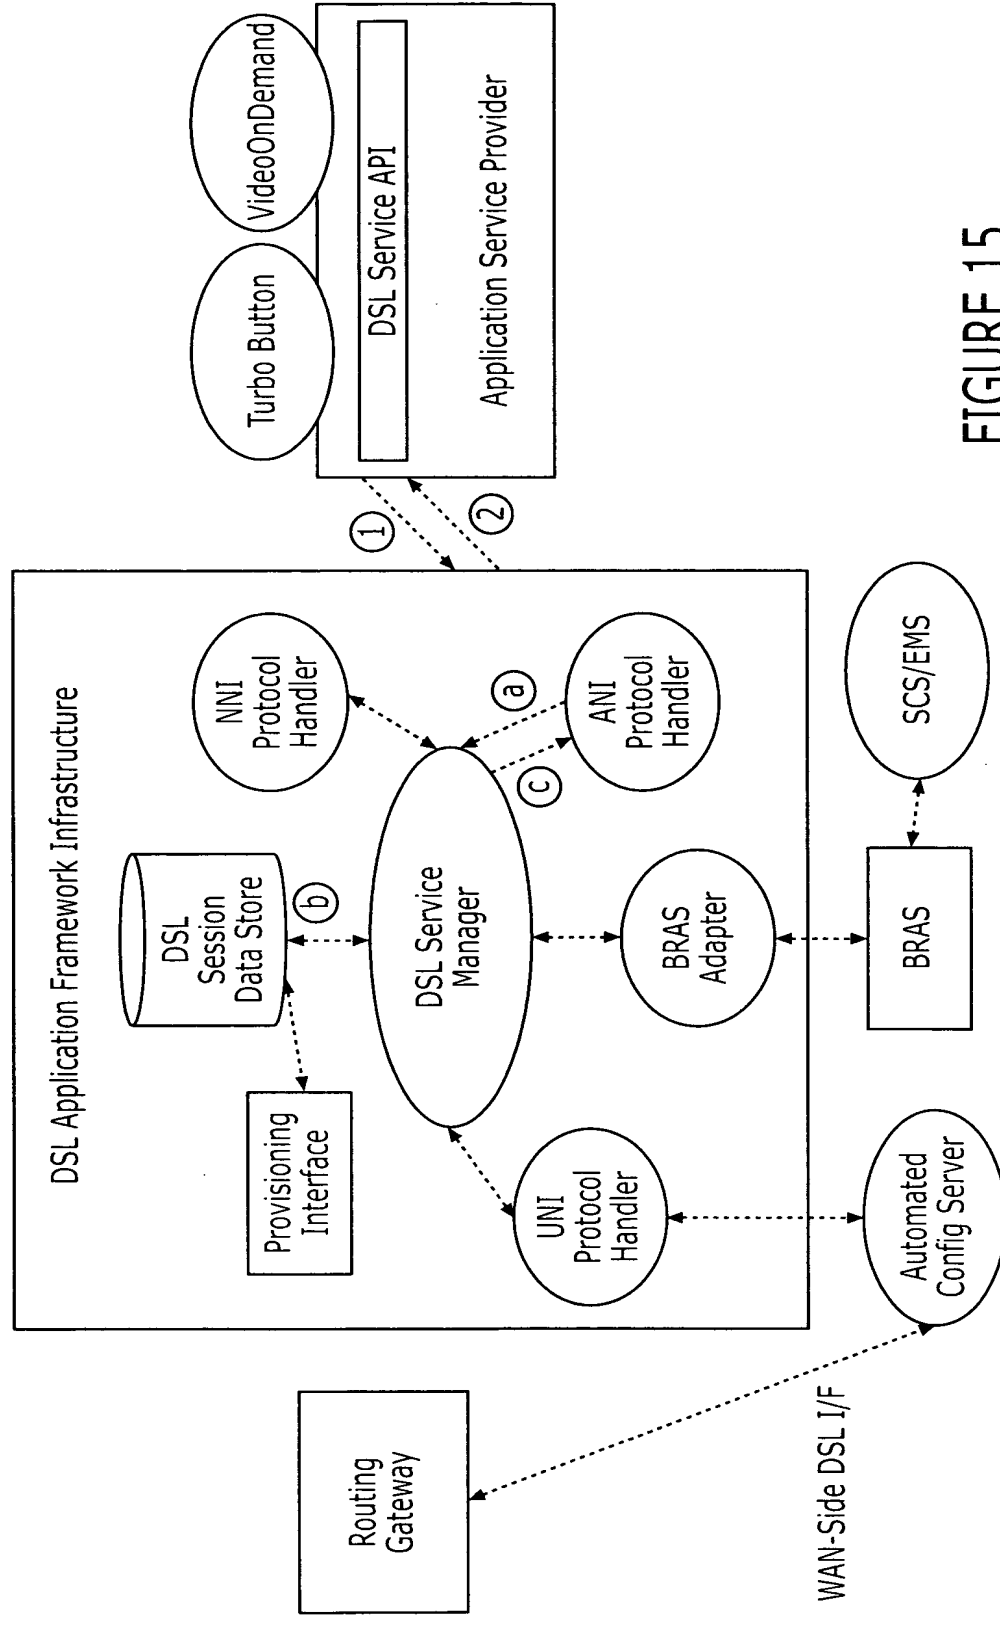 DSL Application Framework Infrastructure
Routing
Gateway
Provisioning
Interface
DSL
Session
Data Store
b
NNI
Protocol
Handler
DSL Service
Manager
a
c
UNI
Protocol
Handler
BRAS
Adapter
ANI
Protocol
Handler
1
2
Turbo Button
VideoOnDemand
DSL Service API
Application Service Provider
WAN-Side DSL I/F
Automated
Config Server
BRAS
SCS/EMS
FIGURE 15